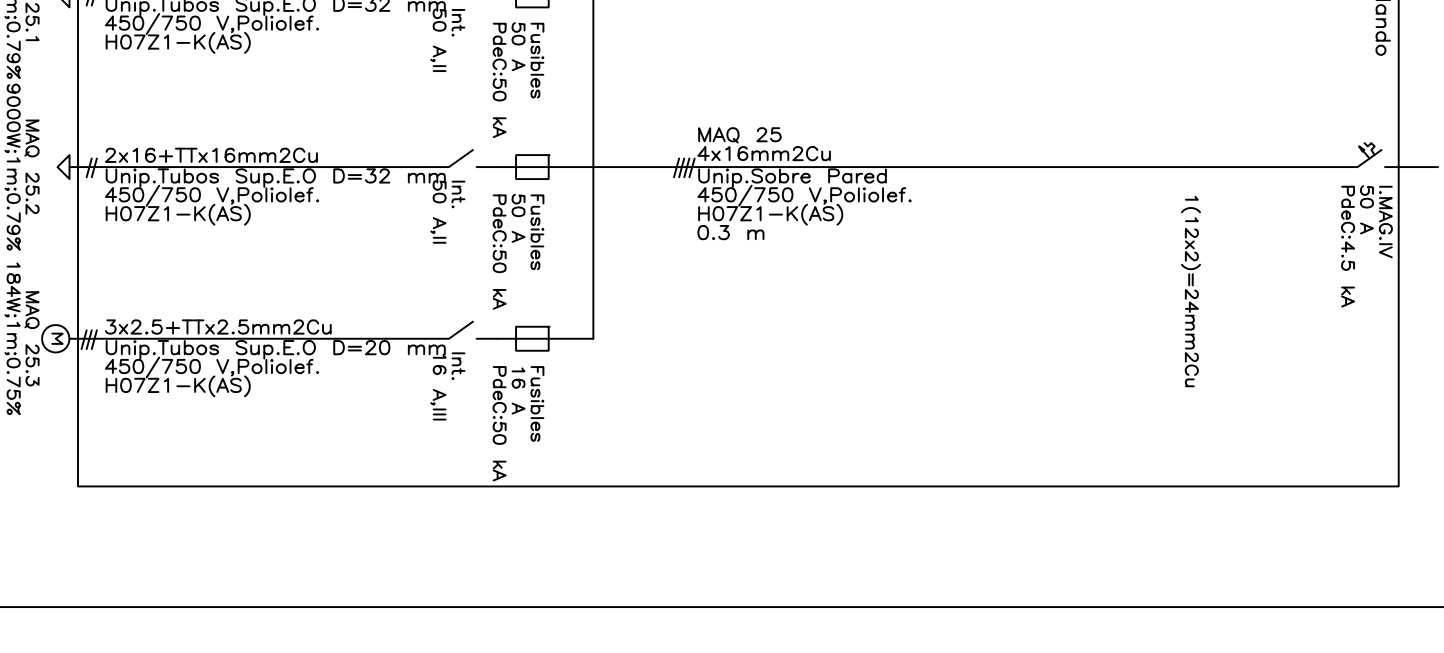 Unip.Tubos Sup.E.O D=32 mm
450/750 V,Poliolef.
H07Z1-K(AS)
Int.
50 A,II
Fusibles
50 A
PdeC:50 kA
25.1
m;0.79%
MAQ 25
4x16mm2Cu
Unip.Sobre Pared
450/750 V,Poliolef.
H07Z1-K(AS)
0.3 m
2x16+TTx16mm2Cu
Unip.Tubos Sup.E.O D=32 mm
450/750 V,Poliolef.
H07Z1-K(AS)
Int.
50 A,II
Fusibles
50 A
PdeC:50 kA
MAQ 25.2
9000W;1m;0.79%
3x2.5+TTx2.5mm2Cu
Unip.Tubos Sup.E.O D=20 mm
450/750 V,Poliolef.
H07Z1-K(AS)
Int.
16 A,III
Fusibles
16 A
PdeC:50 kA
M
MAQ 25.3
184W;1m;0.75%
1(12x2)=24mm2Cu
I.MAG.IV
50 A
PdeC:4.5 kA